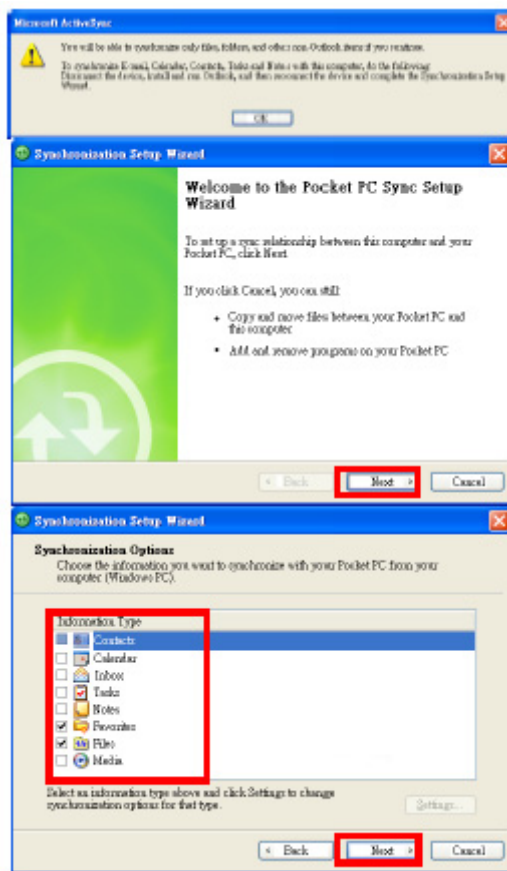 Microsoft ActiveSync
You will be able to synchronize only files, folders, and other non-Outlook items if you continue.
To synchronize E-mail, Calendar, Contacts, Tasks and Notes with this computer, do the following:
Disconnect the device, install and run Outlook, and then reconnect the device and complete the Synchronization Setup
Wizard.
OK
Synchronization Setup Wizard
Welcome to the Pocket PC Sync Setup
Wizard
To set up a sync relationship between this computer and your
Pocket PC, click Next.
If you click Cancel, you can still:
• Copy and move files between your Pocket PC and
this computer
• Add and remove programs on your Pocket PC
< Back
Next >
Cancel
Synchronization Setup Wizard
Synchronization Options
Choose the information you want to synchronize with your Pocket PC from your
computer (Windows PC).
Information Type
Contacts
Calendar
Inbox
Tasks
Notes
Favorites
Files
Media
Select an information type above and click Settings to change
synchronization options for that type.
Settings...
< Back
Next >
Cancel